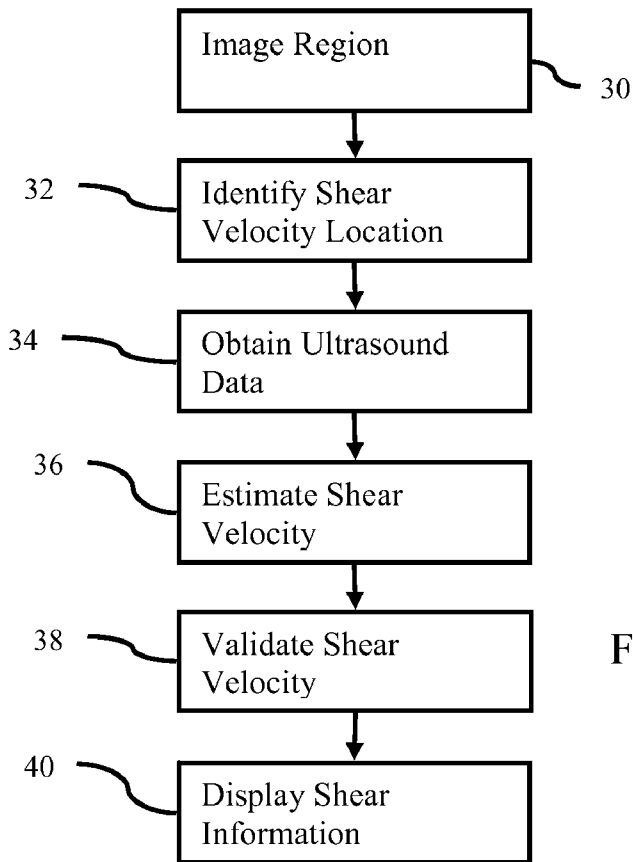 Image Region
30
32
Identify Shear
Velocity Location
34
Obtain Ultrasound
Data
36
Estimate Shear
Velocity
38
Validate Shear
Velocity
F
40
Display Shear
Information